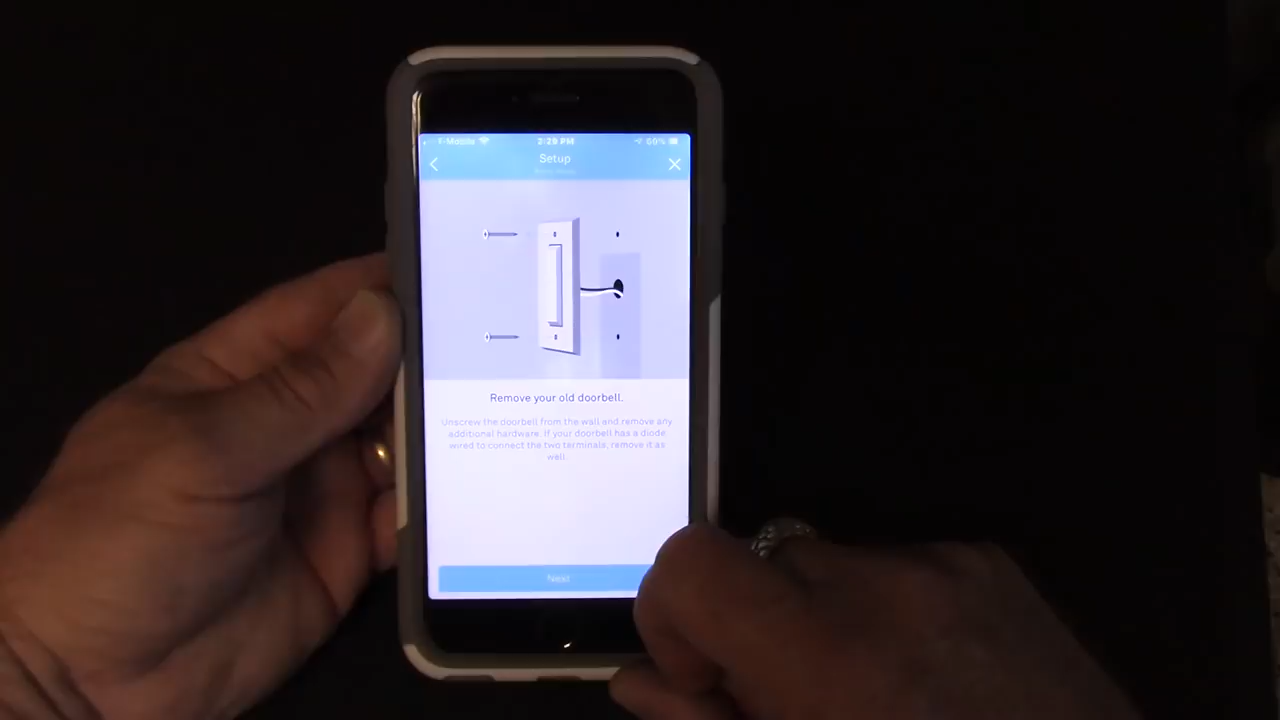 T-Mobile 2:29 PM 60%
Setup
Remove your old doorbell.
Unscrew the doorbell from the wall and remove any
additional hardware. If your doorbell has a diode
wired to connect the two terminals, remove it as
well.
Next